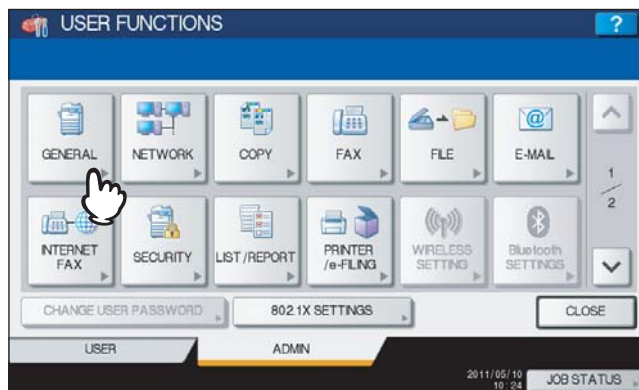 USER FUNCTIONS
?
GENERAL
NETWORK
COPY
FAX
FILE
E-MAIL
1
2
INTERNET
FAX
SECURITY
LIST/REPORT
PRINTER
/e-FILING
WIRELESS
SETTING
Bluetooth
SETTINGS
CHANGE USER PASSWORD
802.1X SETTINGS
CLOSE
USER
ADMIN
2011/05/10
10:24
JOB STATUS